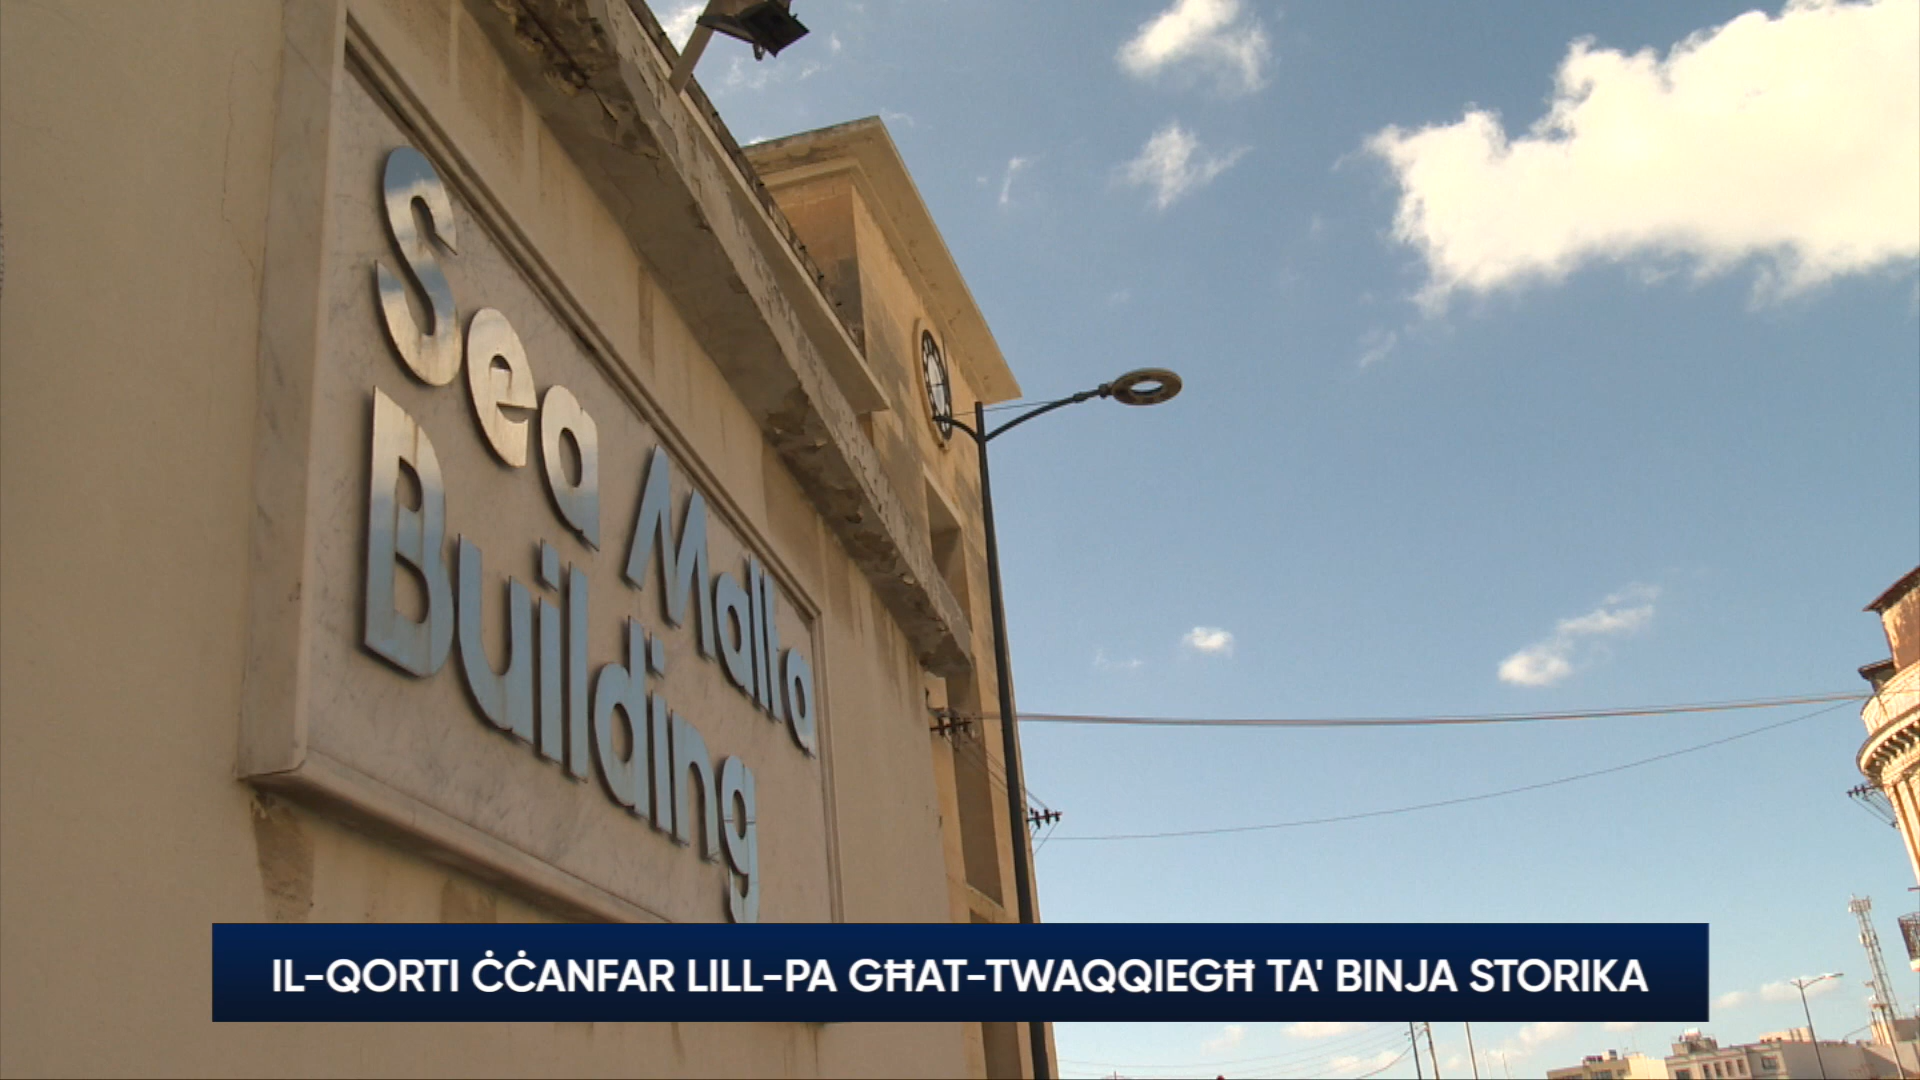 Sea Malta
Building
IL-QORTI ĊĊANFAR LILL-PA GĦAT-TWAQQIEGĦ TA' BINJA STORIKA